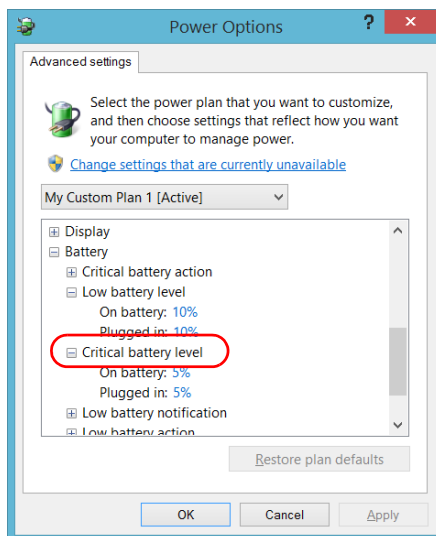 Power Options
?
×
Advanced settings
Select the power plan that you want to customize,
and then choose settings that reflect how you want
your computer to manage power.
Change settings that are currently unavailable
My Custom Plan 1 [Active]
Display
Battery
Critical battery action
Low battery level
On battery: 10%
Plugged in: 10%
Critical battery level
On battery: 5%
Plugged in: 5%
Low battery notification
Low battery action
Restore plan defaults
OK Cancel Apply